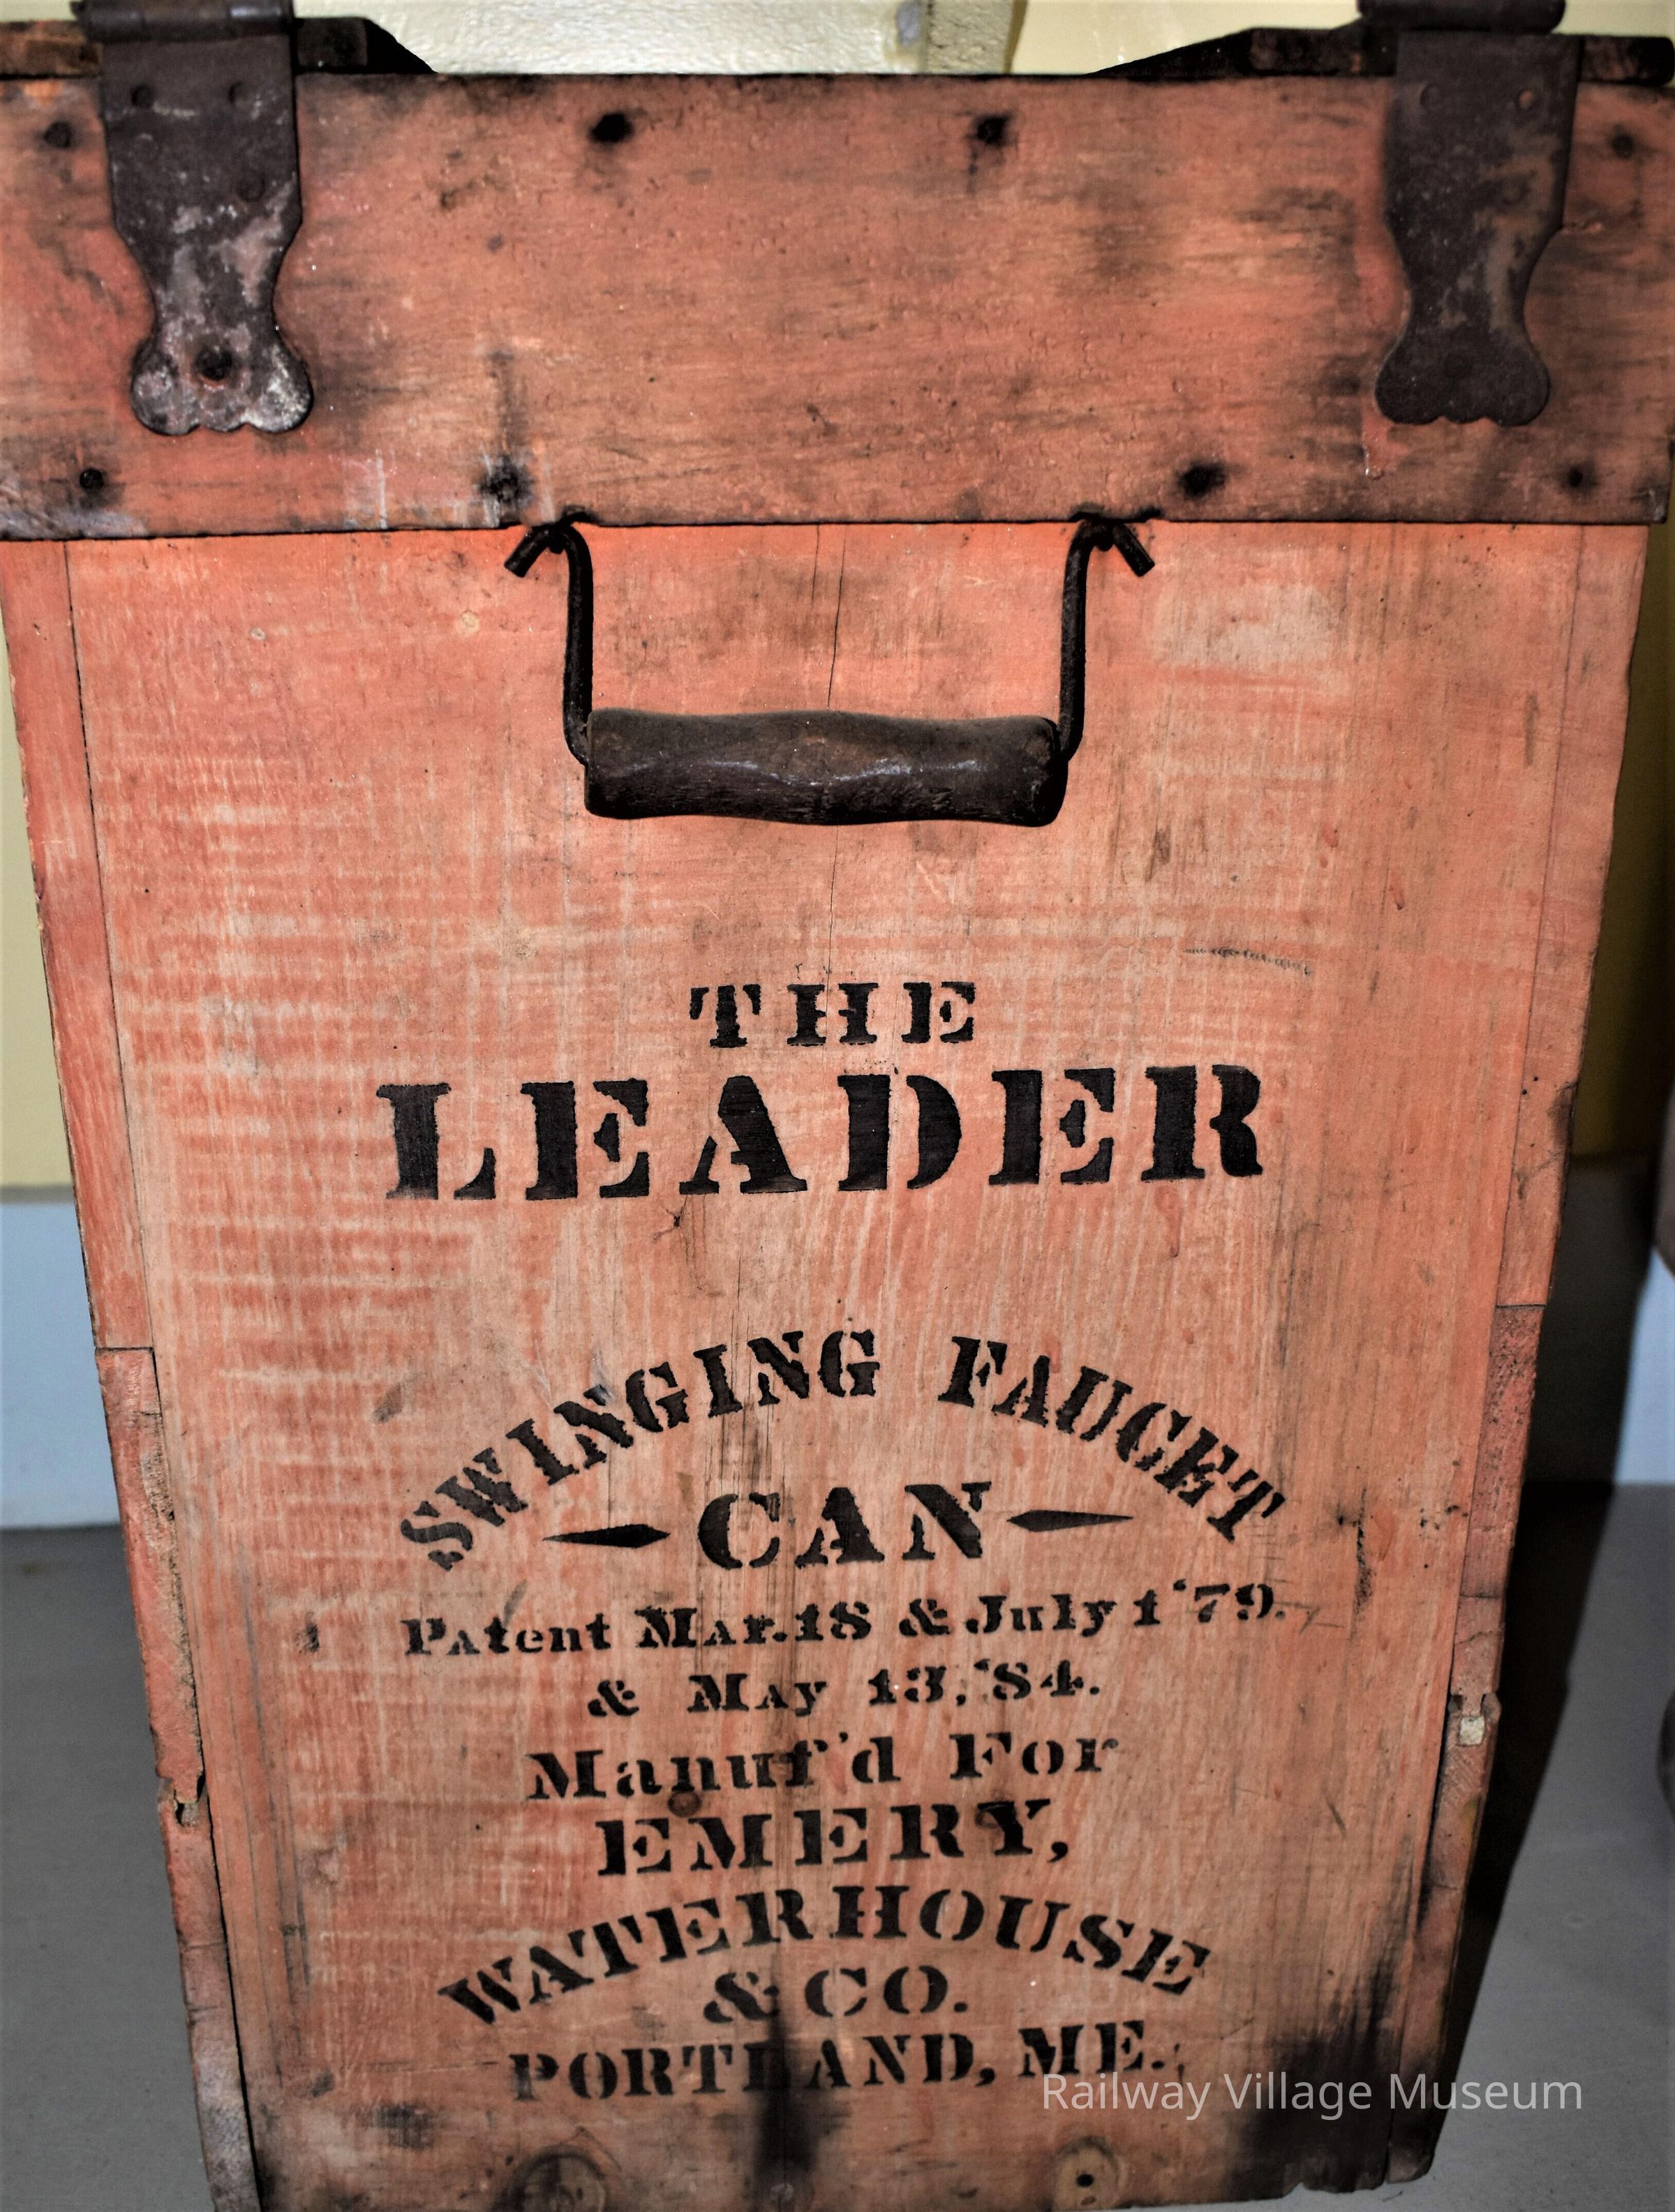 THE
LEADER
SWINGING FAUCET
CAN
Patent Mar.18 & July 1 '79.
& May 13, '84.
Manuf'd For
EMERY,
WATERHOUSE
& CO.
PORTLAND, ME.
Railway Village Museum